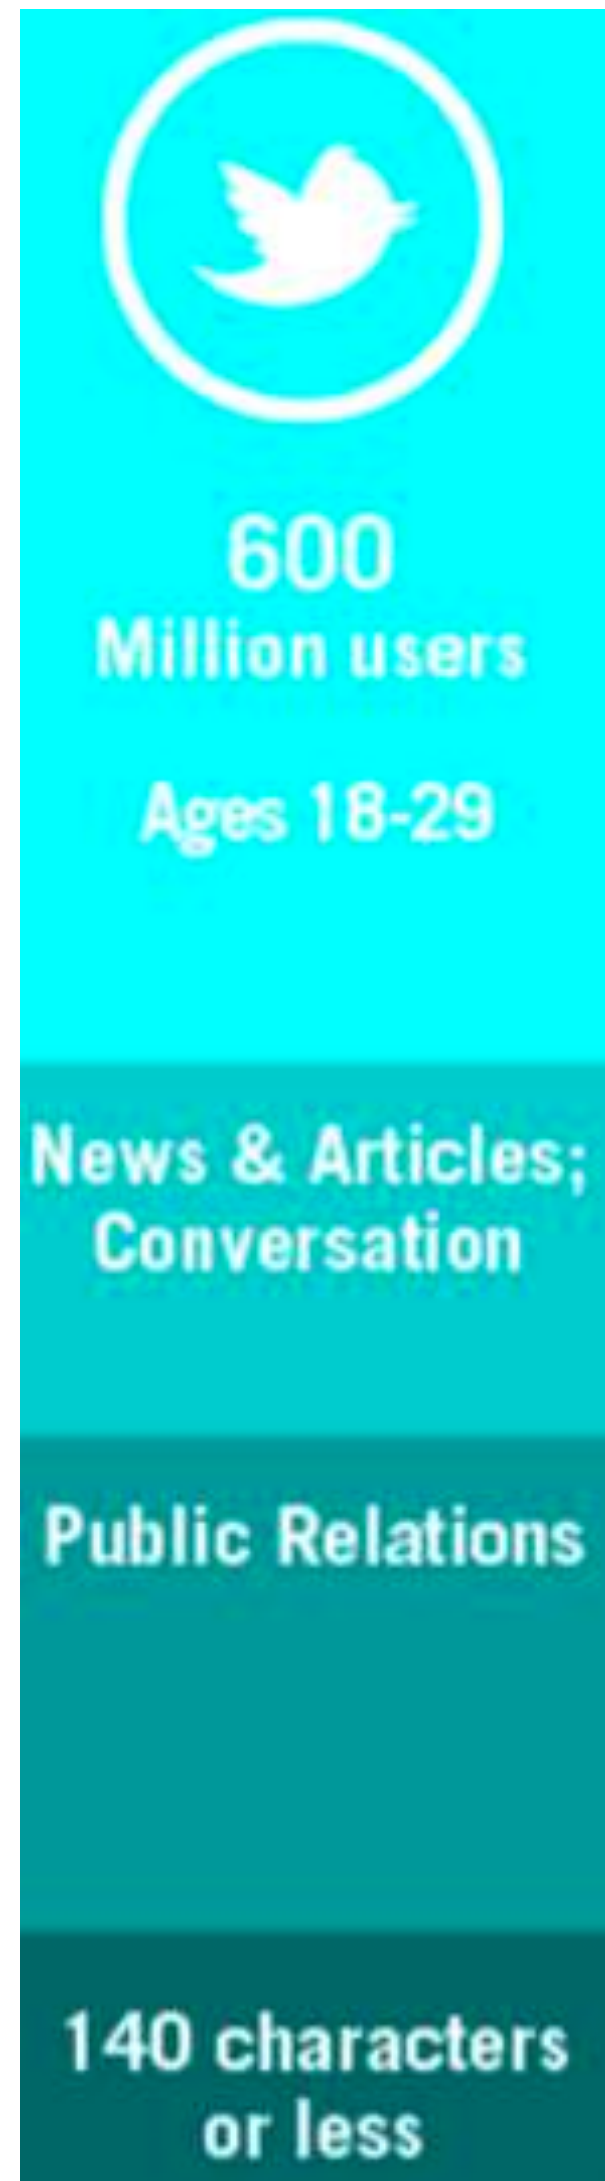 600
Million users
Ages 18-29
News & Articles;
Conversation
Public Relations
140 characters
or less